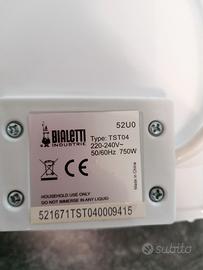 52U0
BIALETTI
INDUSTRIE
Type: TST04
220-240V~
50/60Hz 750W
Made in China
HOUSEHOLD USE ONLY
DO NOT IMMERSE IN ANY LIQUID
521671TST040009415
subito